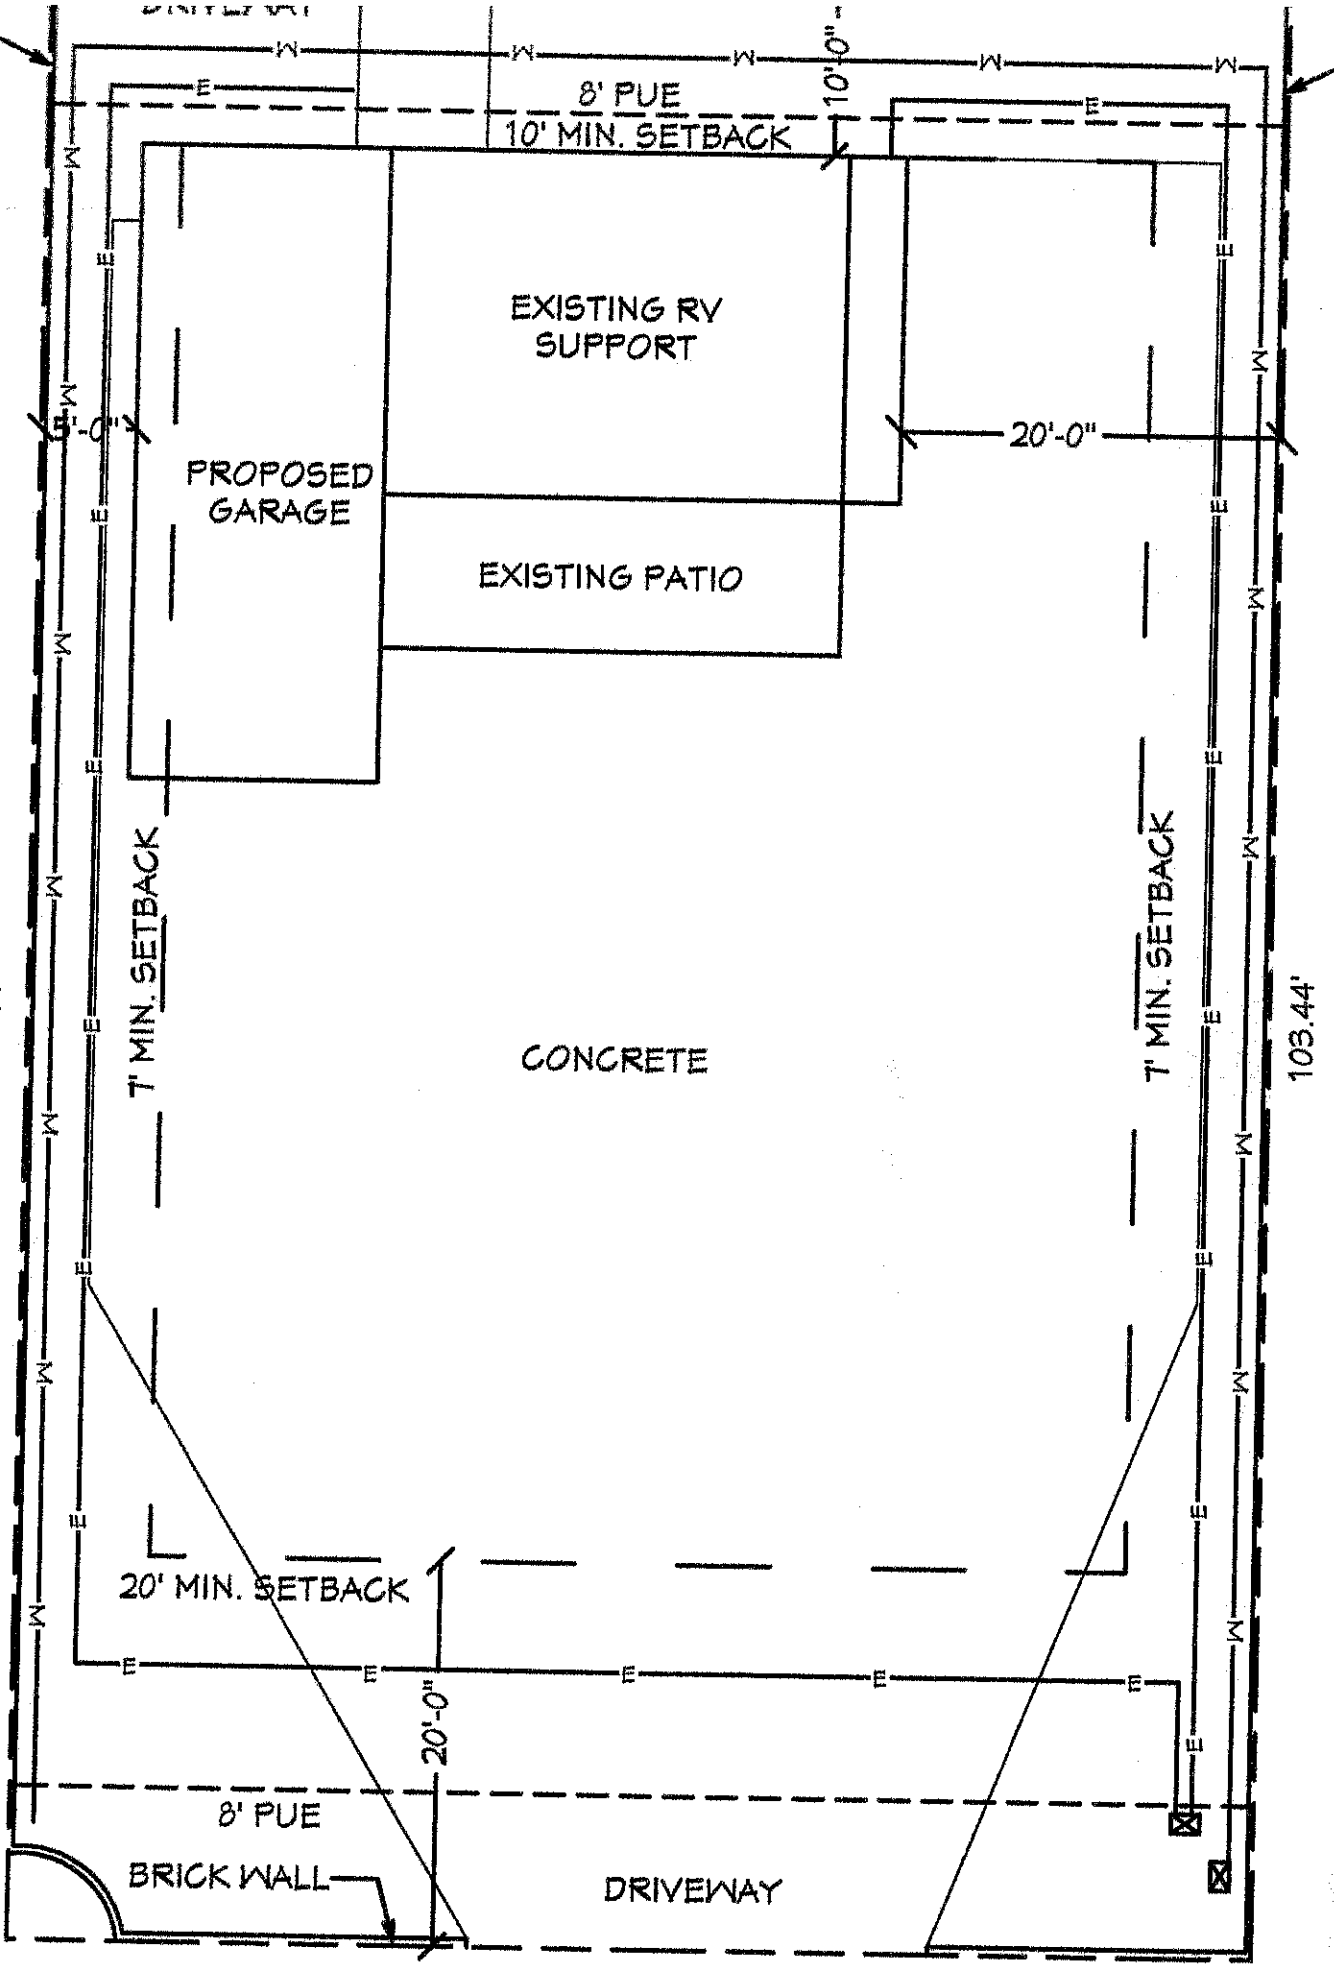 DRIVEWAY
10'-0"
8' PUE
10' MIN. SETBACK
EXISTING RV
SUPPORT
5'-0"
20'-0"
PROPOSED
GARAGE
EXISTING PATIO
7' MIN. SETBACK
7' MIN. SETBACK
103.44'
CONCRETE
20' MIN. SETBACK
20'-0"
8' PUE
BRICK WALL
DRIVEWAY
W W W W W
E E
M M M M M M M M
E E E E E E
E E E E E E E
M M M M M M
E E E E E